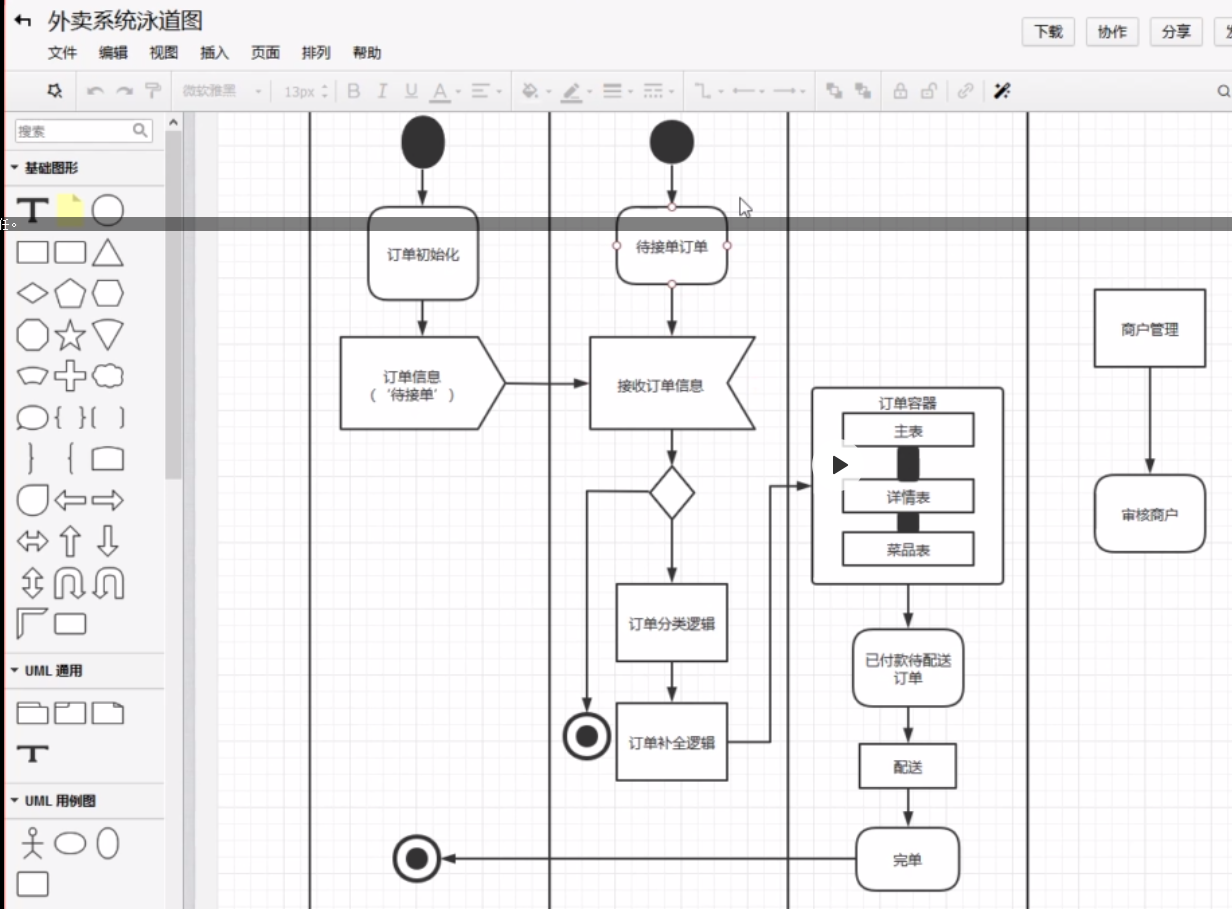 外卖系统泳道图
文件 编辑 视图 插入 页面 排列 帮助
下载 协作 分享
微软雅黑 13px B I U A
搜索
基础图形
T
任。
UML 通用
T
UML 用例图
订单初始化
订单信息
（‘待接单’）
待接单订单
接收订单信息
订单分类逻辑
订单补全逻辑
订单容器
主表
详情表
菜品表
已付款待配送
订单
配送
完单
商户管理
审核商户